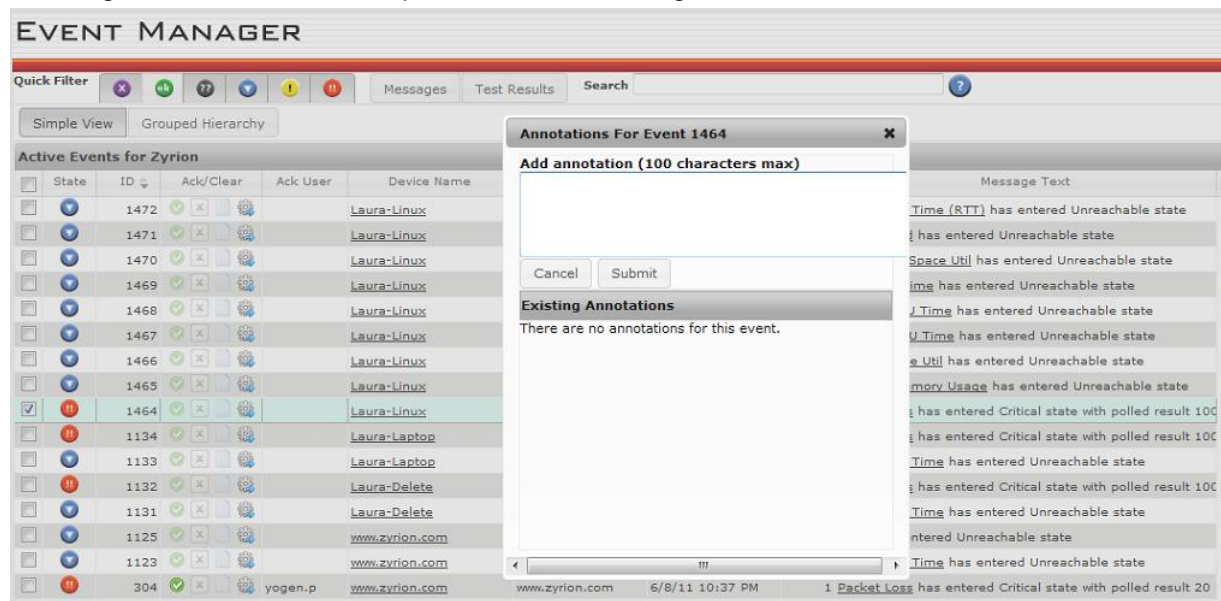 EVENT MANAGER
Quick Filter Messages Test Results Search
Simple View Grouped Hierarchy
Annotations For Event 1464
Active Events for Zyrion
Add annotation (100 characters max)
State ID Ack/Clear Ack User Device Name Message Text
1472 Laura-Linux Time (RTT) has entered Unreachable state
1471 Laura-Linux has entered Unreachable state
1470 Laura-Linux Space Util has entered Unreachable state
Cancel Submit
1469 Laura-Linux ime has entered Unreachable state
Existing Annotations
1468 Laura-Linux Time has entered Unreachable state
There are no annotations for this event.
1467 Laura-Linux U Time has entered Unreachable state
1466 Laura-Linux e Util has entered Unreachable state
1465 Laura-Linux mory Usage has entered Unreachable state
1464 Laura-Linux has entered Critical state with polled result 100
1134 Laura-Laptop has entered Critical state with polled result 100
1133 Laura-Laptop Time has entered Unreachable state
1132 Laura-Delete has entered Critical state with polled result 100
1131 Laura-Delete Time has entered Unreachable state
1125 www.zyrion.com ntered Unreachable state
1123 www.zyrion.com Time has entered Unreachable state
304 yogen.p www.zyrion.com www.zyrion.com 6/8/11 10:37 PM 1 Packet Loss has entered Critical state with polled result 20